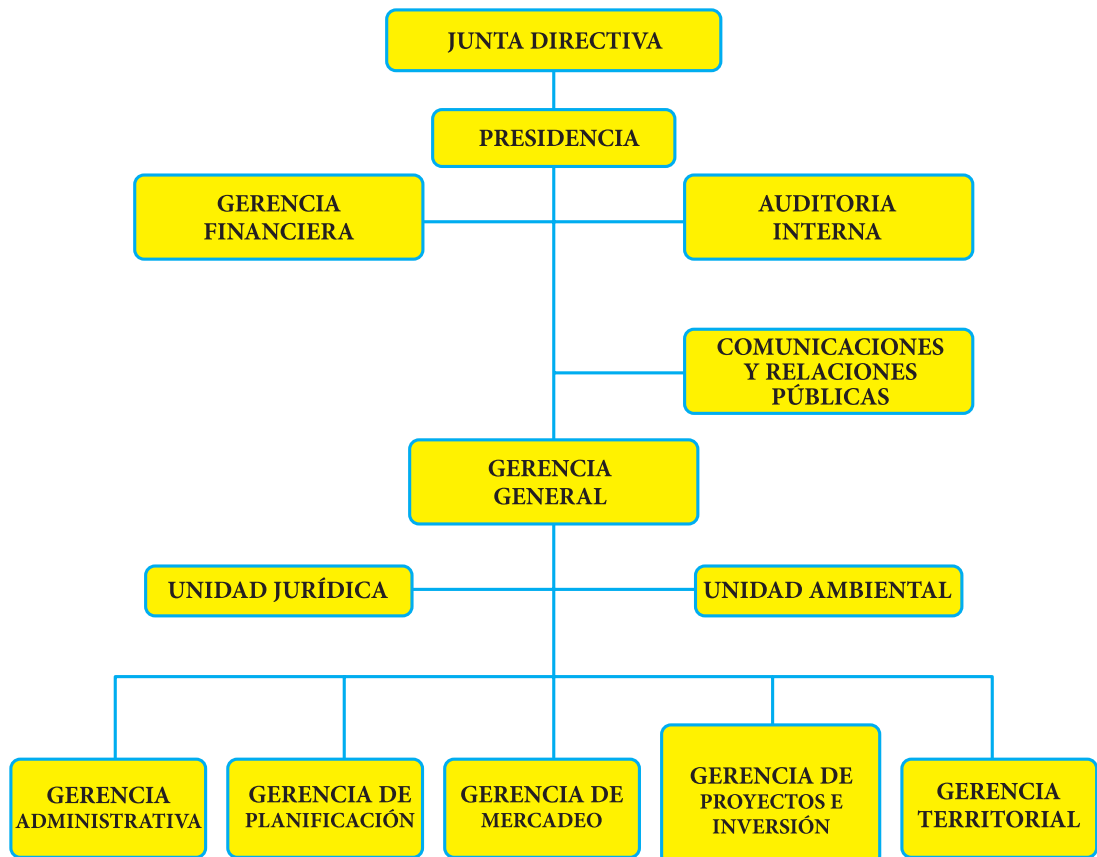 JUNTA DIRECTIVA
PRESIDENCIA
GERENCIA
FINANCIERA
AUDITORIA
INTERNA
COMUNICACIONES
Y RELACIONES
PÚBLICAS
GERENCIA
GENERAL
UNIDAD JURÍDICA
UNIDAD AMBIENTAL
GERENCIA
ADMINISTRATIVA
GERENCIA DE
PLANIFICACIÓN
GERENCIA DE
MERCADEO
GERENCIA DE
PROYECTOS E
INVERSIÓN
GERENCIA
TERRITORIAL